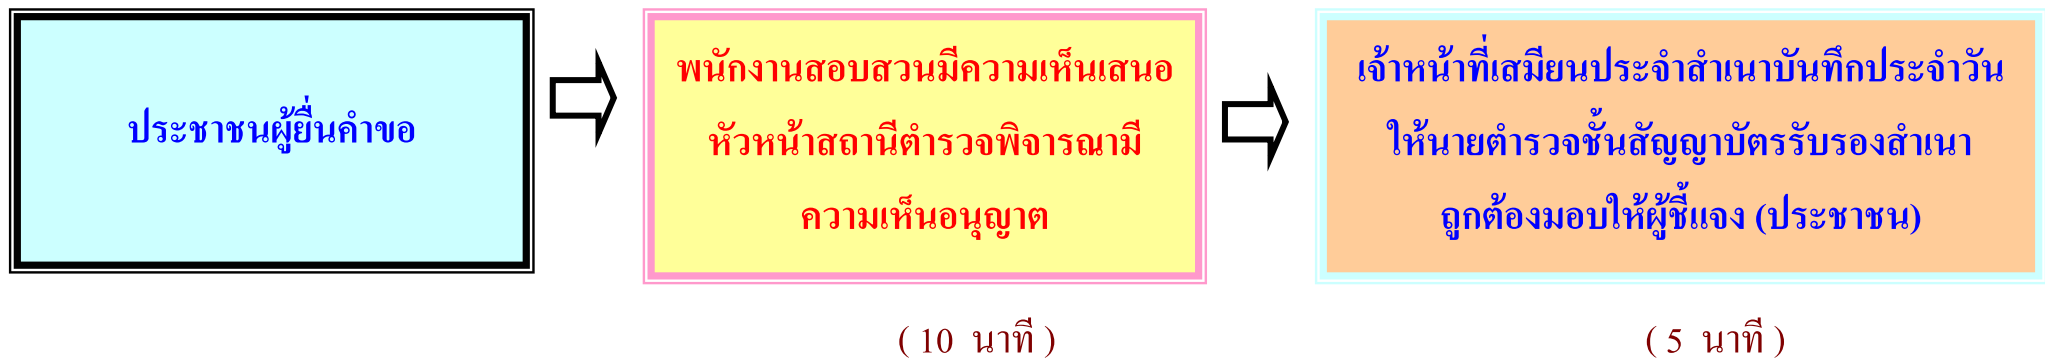 ประชาชนผู้ยื่นคำขอ
พนักงานสอบสวนมีความเห็นเสนอ
หัวหน้าสถานีตำรวจพิจารณามี
ความเห็นอนุญาต
เจ้าหน้าที่เสมียนประจำสำเนาบันทึกประจำวัน
ให้นายตำรวจชั้นสัญญาบัตรรับรองสำเนา
ถูกต้องมอบให้ผู้ชี้แจง (ประชาชน)
( 10 นาที )
( 5 นาที )